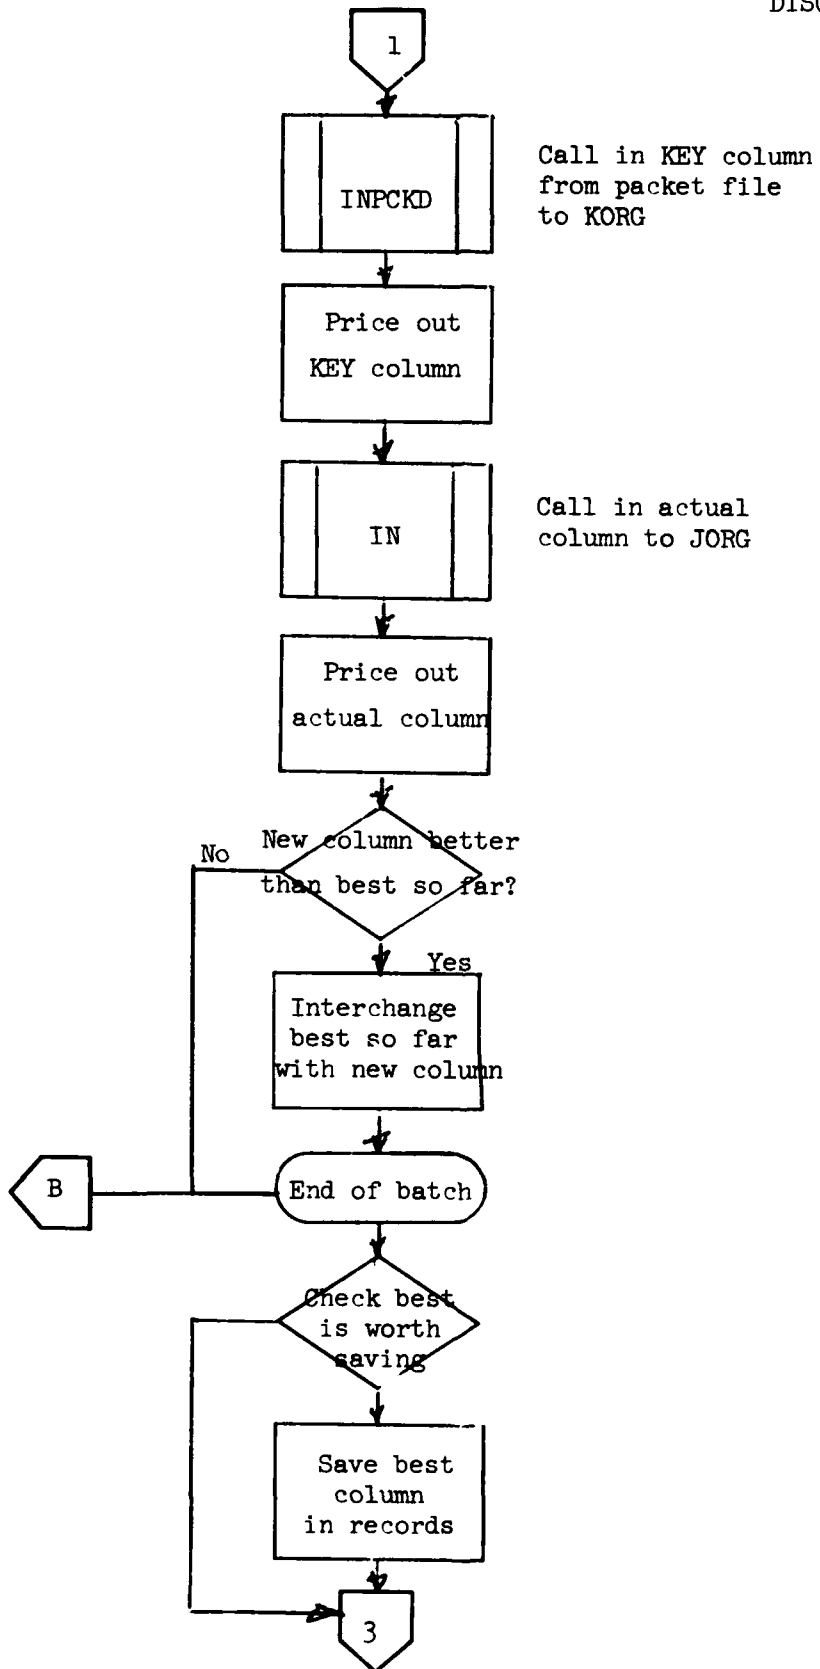 1
INPCKD
Call in KEY column
from packet file
to KORG
Price out
KEY column
IN
Call in actual
column to JORG
Price out
actual column
No
New column better
than best so far?
Yes
Interchange
best so far
with new column
B
End of batch
Check best
is worth
saving
Save best
column
in records
3